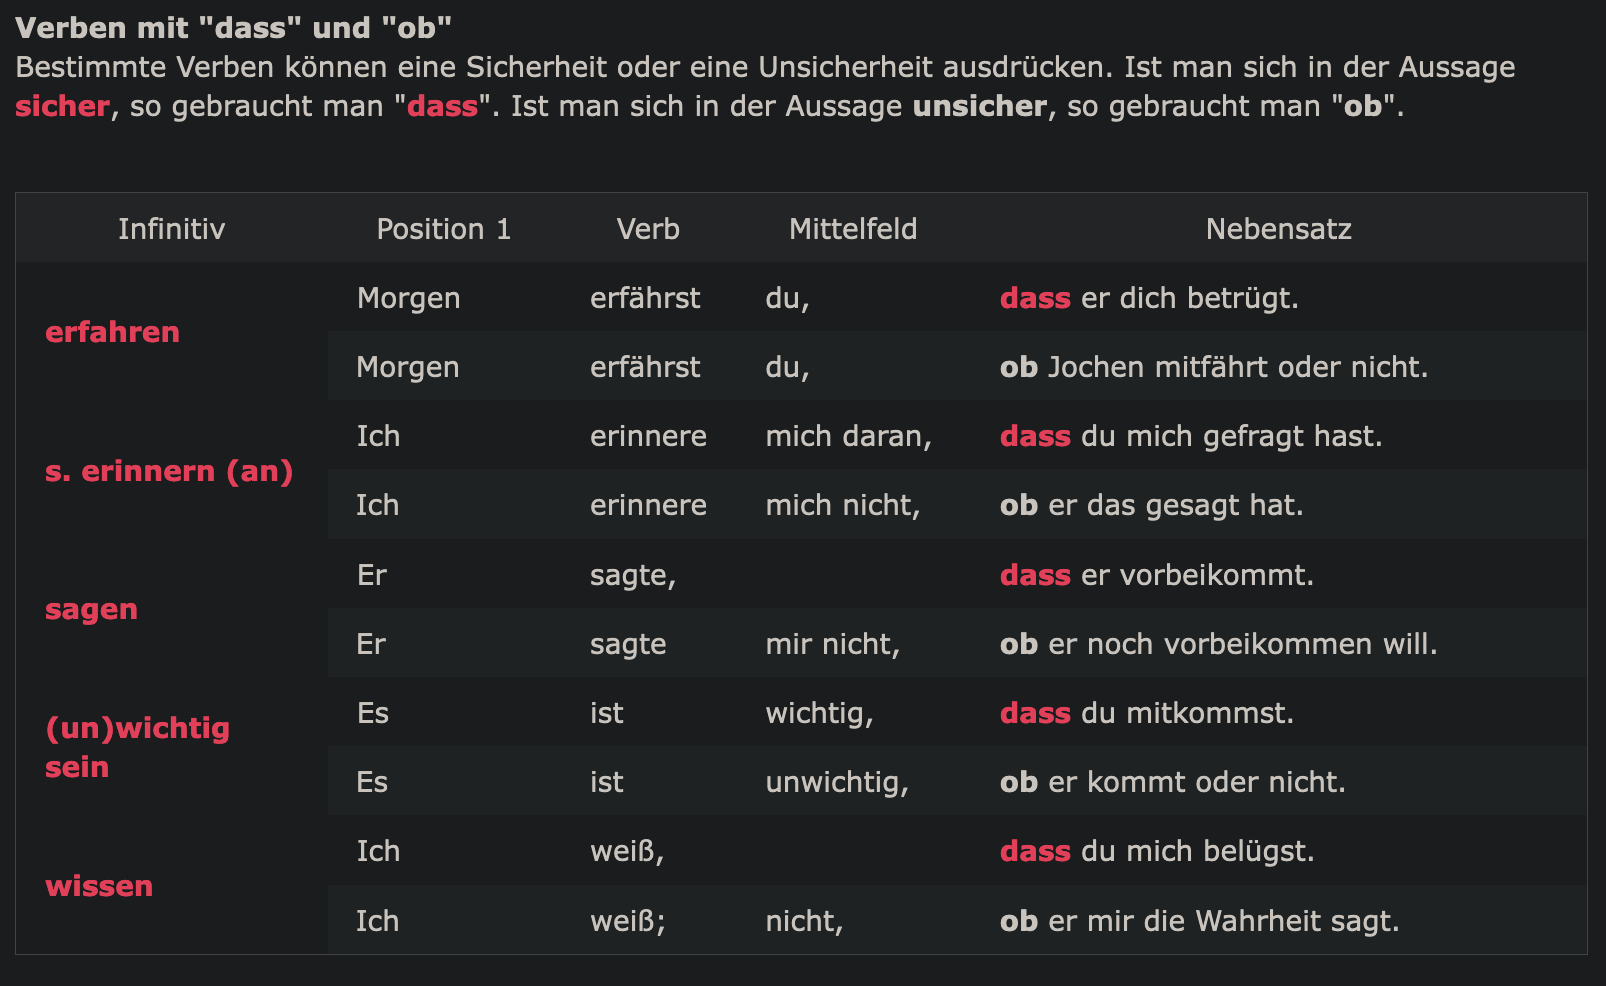 Verben mit "dass" und "ob"
Bestimmte Verben können eine Sicherheit oder eine Unsicherheit ausdrücken. Ist man sich in der Aussage
sicher, so gebraucht man "dass". Ist man sich in der Aussage unsicher, so gebraucht man "ob".
Infinitiv Position 1 Verb Mittelfeld Nebensatz
erfahren
Morgen erfährst du, dass er dich betrügt.
Morgen erfährst du, ob Jochen mitfährt oder nicht.
s. erinnern (an)
Ich erinnere mich daran, dass du mich gefragt hast.
Ich erinnere mich nicht, ob er das gesagt hat.
sagen
Er sagte, dass er vorbeikommt.
Er sagte mir nicht, ob er noch vorbeikommen will.
(un)wichtig
sein
Es ist wichtig, dass du mitkommst.
Es ist unwichtig, ob er kommt oder nicht.
wissen
Ich weiß, dass du mich belügst.
Ich weiß; nicht, ob er mir die Wahrheit sagt.